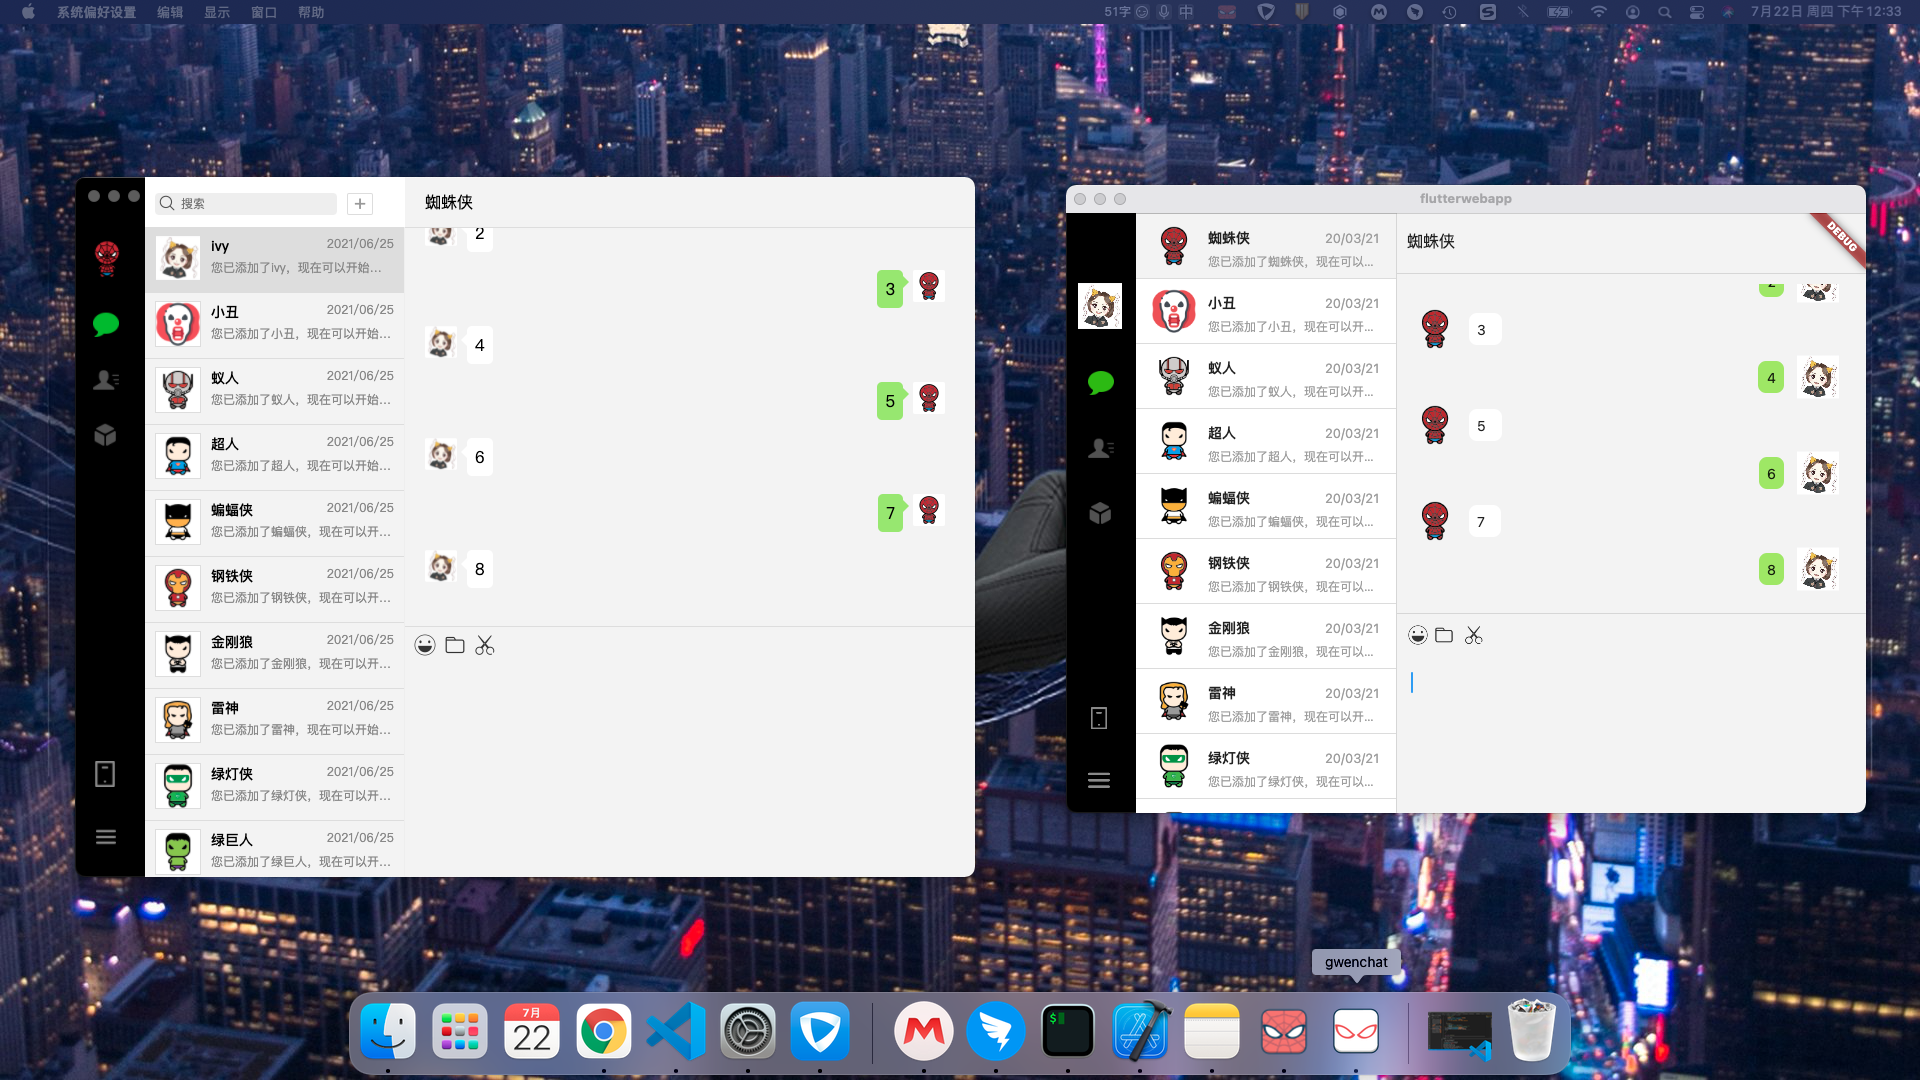 系统偏好设置 编辑 显示 窗口 帮助
51字 中 7月22日 周四 下午12:33
搜索
蜘蛛侠
ivy 2021/06/25
您已添加了ivy，现在可以开始...
小丑 2021/06/25
您已添加了小丑，现在可以开始...
蚁人 2021/06/25
您已添加了蚁人，现在可以开始...
超人 2021/06/25
您已添加了超人，现在可以开始...
蝙蝠侠 2021/06/25
您已添加了蝙蝠侠，现在可以开...
钢铁侠 2021/06/25
您已添加了钢铁侠，现在可以开...
金刚狼 2021/06/25
您已添加了金刚狼，现在可以开...
雷神 2021/06/25
您已添加了雷神，现在可以开始...
绿灯侠 2021/06/25
您已添加了绿灯侠，现在可以开...
绿巨人 2021/06/25
您已添加了绿巨人，现在可以开...
2
3
4
5
6
7
8
flutterwebapp
DEBUG
蜘蛛侠
蜘蛛侠 20/03/21
您已添加了蜘蛛侠，现在可以...
小丑 20/03/21
您已添加了小丑，现在可以开...
蚁人 20/03/21
您已添加了蚁人，现在可以开...
超人 20/03/21
您已添加了超人，现在可以开...
蝙蝠侠 20/03/21
您已添加了蝙蝠侠，现在可以...
钢铁侠 20/03/21
您已添加了钢铁侠，现在可以...
金刚狼 20/03/21
您已添加了金刚狼，现在可以...
雷神 20/03/21
您已添加了雷神，现在可以开...
绿灯侠 20/03/21
您已添加了绿灯侠，现在可以...
2
3
4
5
6
7
8
gwenchat
7月
22
$